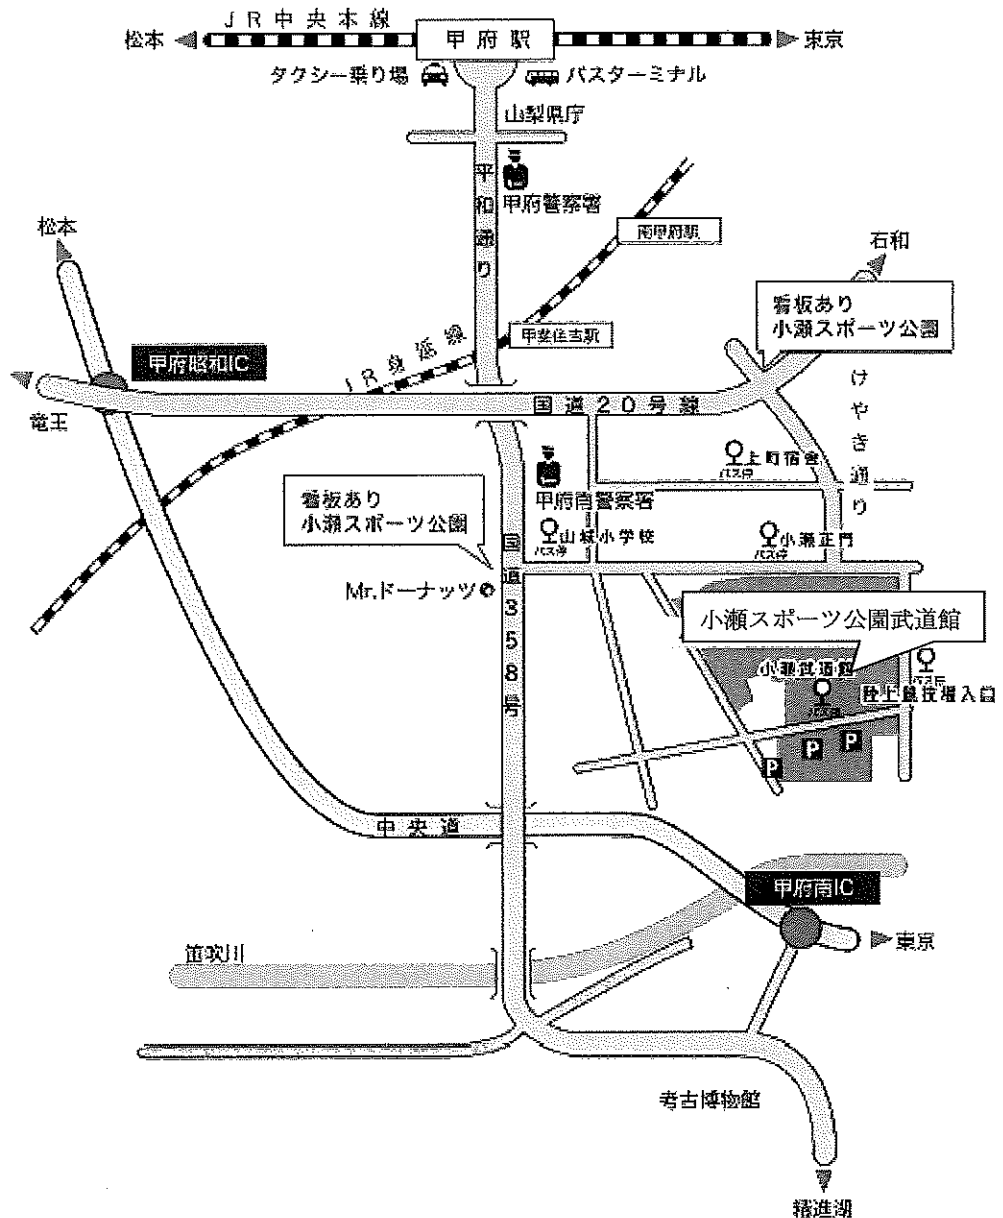 JR中央本線
松本
甲府駅
東京
タクシー乗り場
バスターミナル
山梨県庁
平和通り
甲府警察署
松本
南甲府駅
石和
看板あり
小瀬スポーツ公園
甲斐住吉駅
甲府昭和IC
JR身延線
竜王
国道20号線
けやき通り
上町宿舎
バス停
甲府南警察署
看板あり
小瀬スポーツ公園
山城小学校
バス停
小瀬正門
バス停
国道358号
Mr.ドーナッツ
小瀬スポーツ公園武道館
小瀬武道館
バス停
バス停
陸上競技場入口
P
P
P
中央道
甲府南IC
東京
笛吹川
考古博物館
精進湖